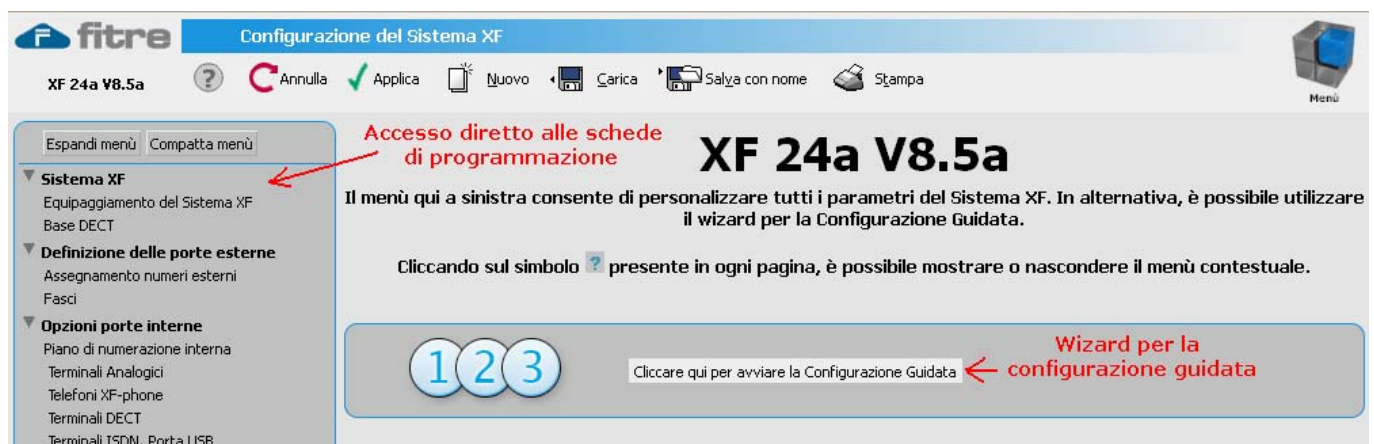 fitre
Configurazione del Sistema XF
XF 24a V8.5a
?
Annulla
Applica
Nuovo
Carica
Salva con nome
Stampa
Menù
Espandi menù
Compatta menù
Sistema XF
Equipaggiamento del Sistema XF
Base DECT
Definizione delle porte esterne
Assegnamento numeri esterni
Fasci
Opzioni porte interne
Piano di numerazione interna
Terminali Analogici
Telefoni XF-phone
Terminali DECT
Terminali ISDN, Porta USB
Accesso diretto alle schede
di programmazione
XF 24a V8.5a
Il menù qui a sinistra consente di personalizzare tutti i parametri del Sistema XF. In alternativa, è possibile utilizzare
il wizard per la Configurazione Guidata.
Cliccando sul simbolo ? presente in ogni pagina, è possibile mostrare o nascondere il menù contestuale.
1 2 3
Cliccare qui per avviare la Configurazione Guidata
Wizard per la
configurazione guidata